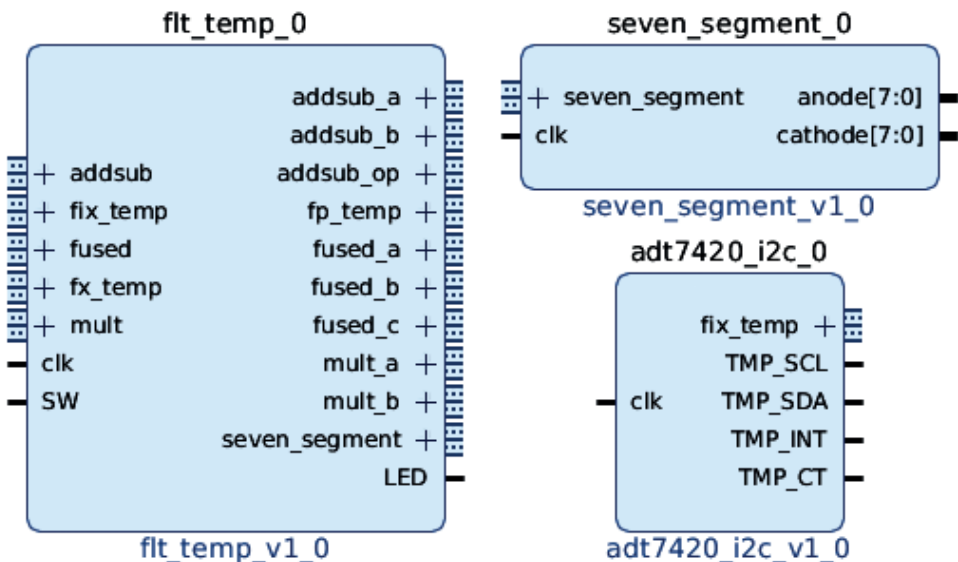 flt_temp_0
addsub_a
addsub_b
addsub
addsub_op
fix_temp
fp_temp
fused
fused_a
fx_temp
fused_b
mult
fused_c
clk
mult_a
SW
mult_b
seven_segment
LED
flt_temp_v1_0
seven_segment_0
seven_segment
anode[7:0]
clk
cathode[7:0]
seven_segment_v1_0
adt7420_i2c_0
fix_temp
TMP_SCL
clk
TMP_SDA
TMP_INT
TMP_CT
adt7420_i2c_v1_0